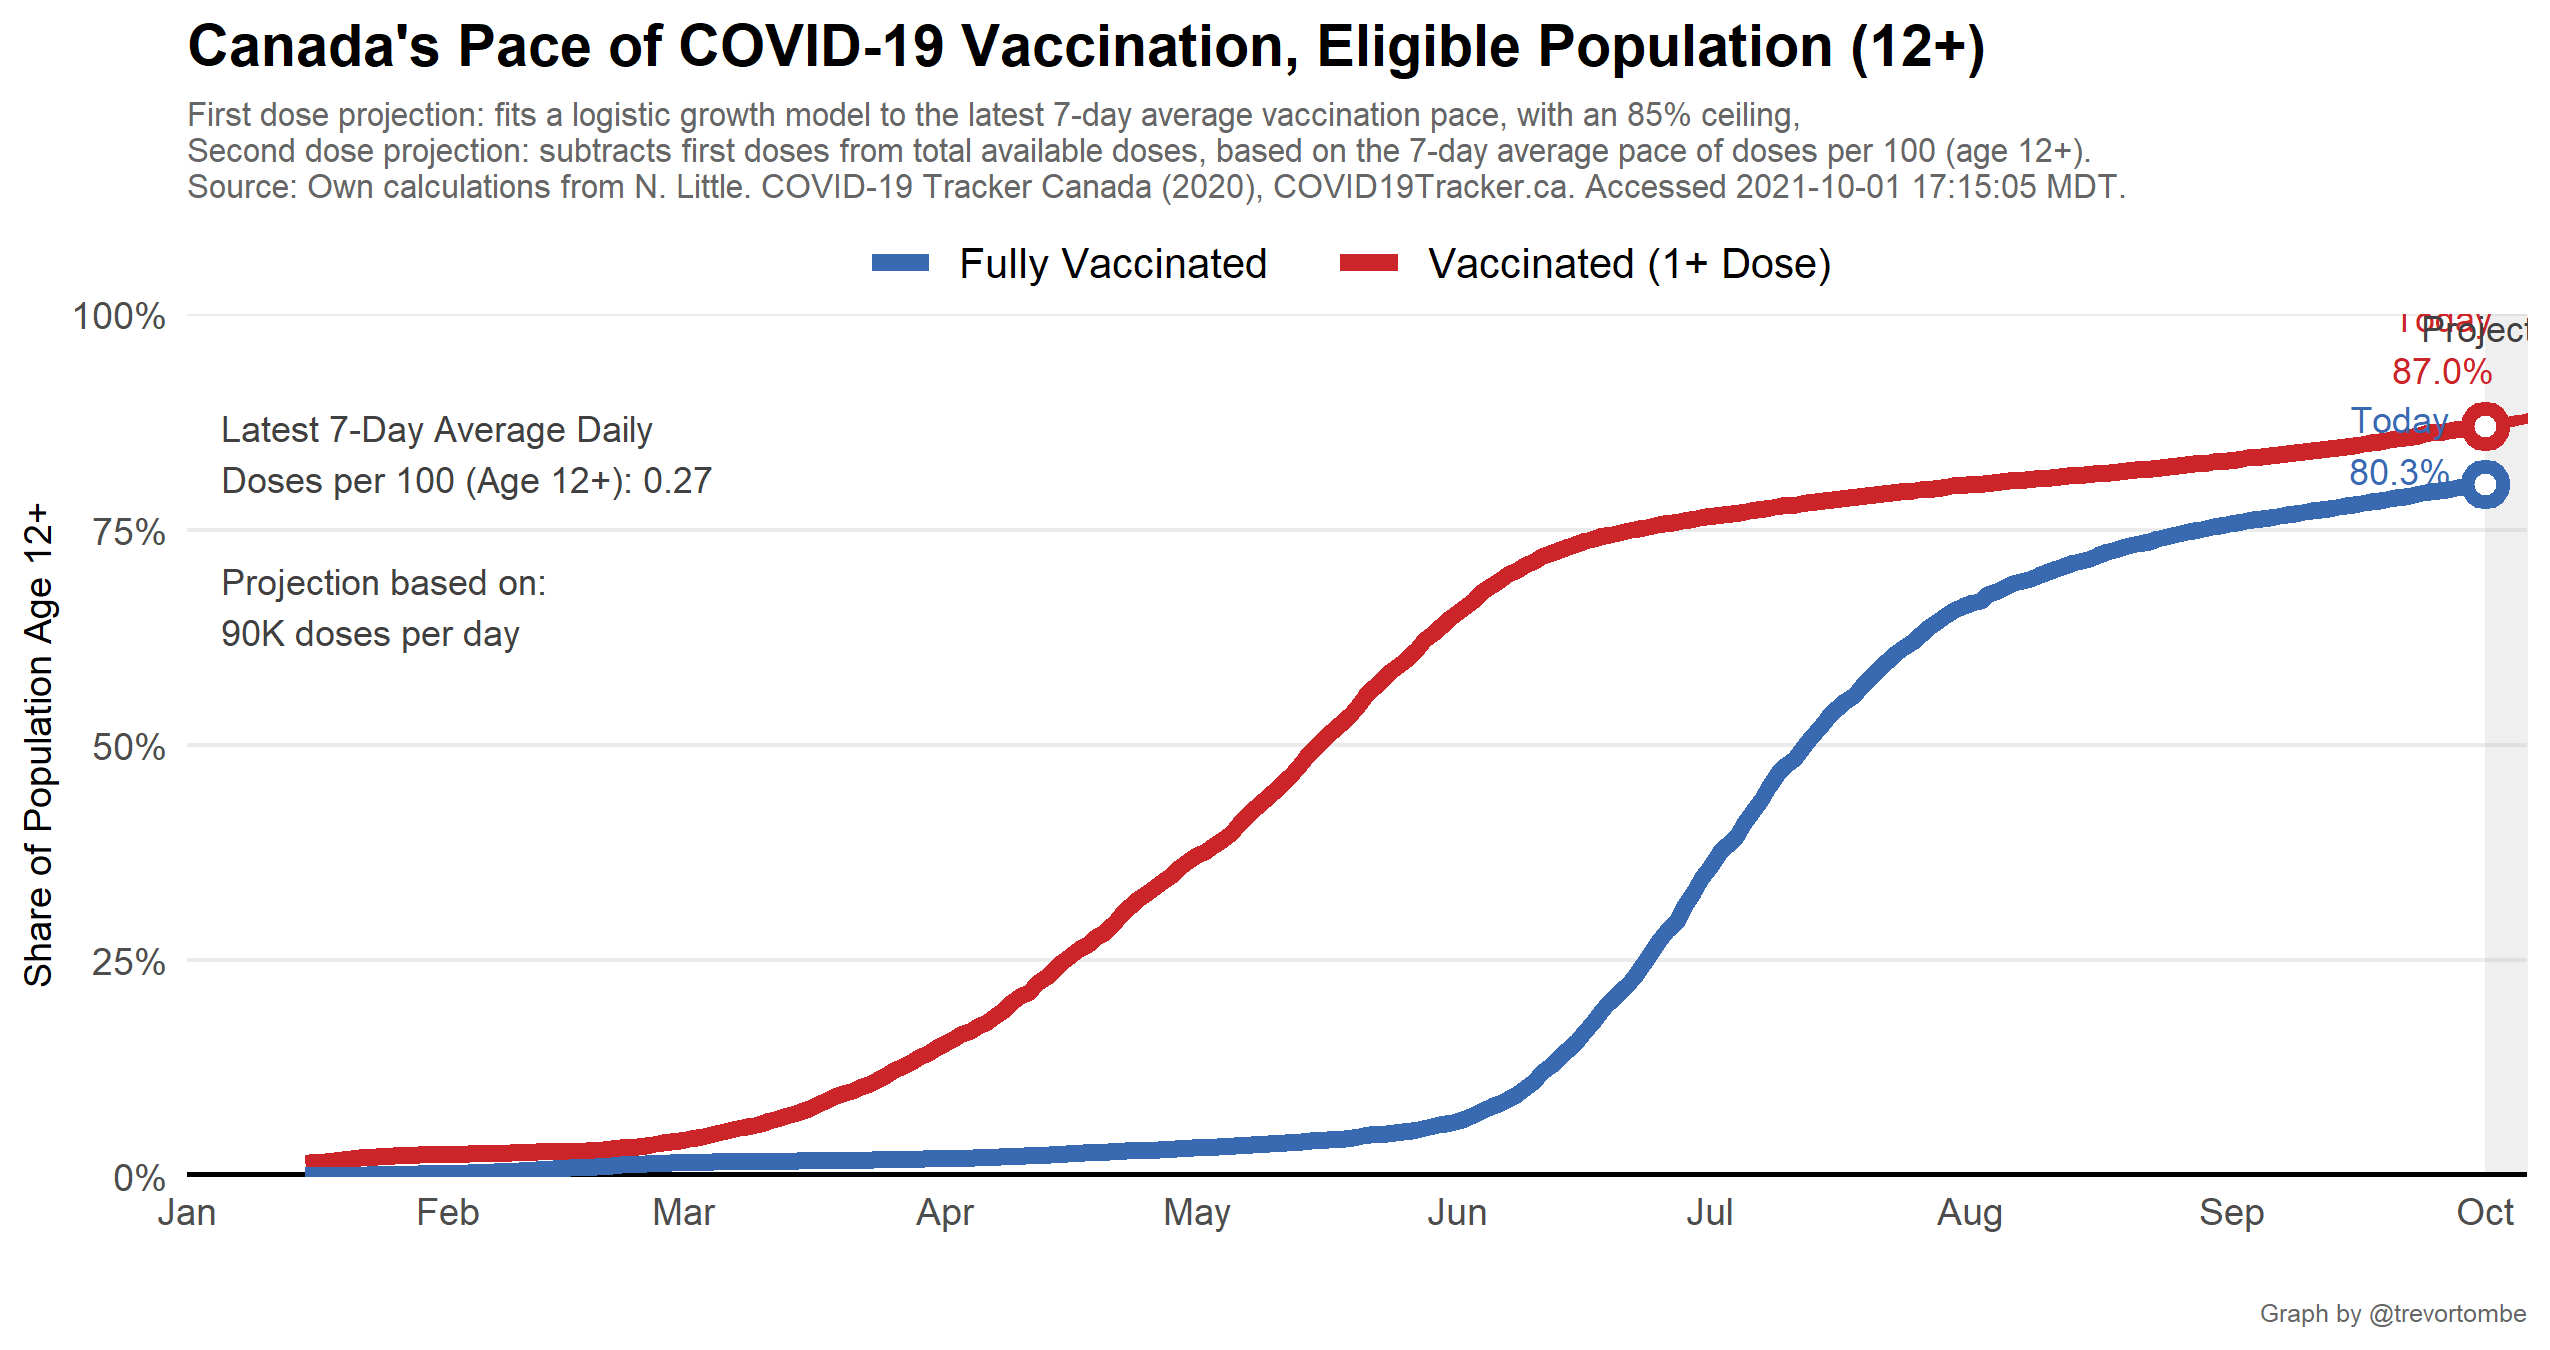 Canada's Pace of COVID-19 Vaccination, Eligible Population (12+)
First dose projection: fits a logistic growth model to the latest 7-day average vaccination pace, with an 85% ceiling,
Second dose projection: subtracts first doses from total available doses, based on the 7-day average pace of doses per 100 (age 12+).
Source: Own calculations from N. Little. COVID-19 Tracker Canada (2020), COVID19Tracker.ca. Accessed 2021-10-01 17:15:05 MDT.
Fully Vaccinated
Vaccinated (1+ Dose)
Share of Population Age 12+
100%
75%
50%
25%
0%
Today
Project
87.0%
Today
80.3%
Latest 7-Day Average Daily
Doses per 100 (Age 12+): 0.27
Projection based on:
90K doses per day
Jan
Feb
Mar
Apr
May
Jun
Jul
Aug
Sep
Oct
Graph by @trevortombe